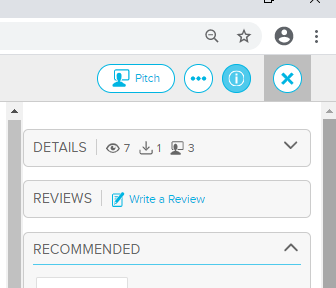 Pitch
DETAILS 7 1 3
REVIEWS Write a Review
RECOMMENDED